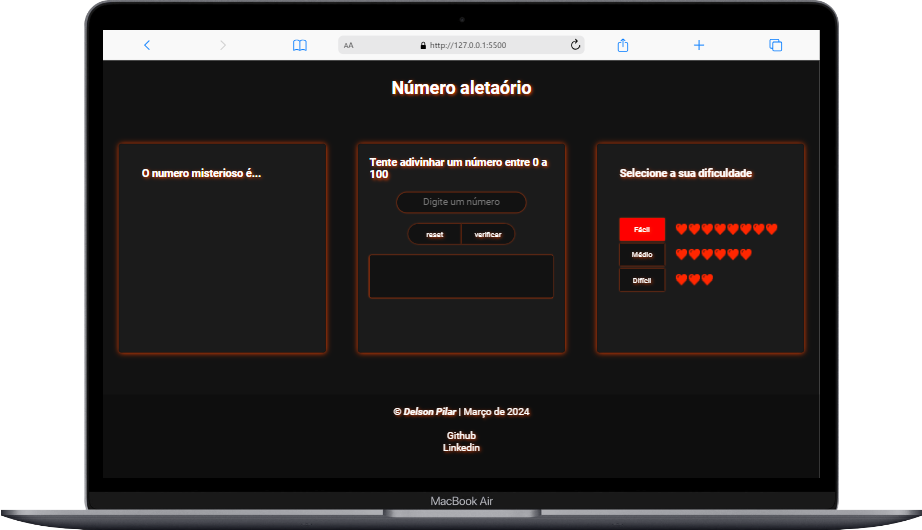 AA http://127.0.0.1:5500
Número aletaório
O numero misterioso é...
Tente adivinhar um número entre 0 a
100
Digite um número
reset verificar
Selecione a sua dificuldade
Fácil
Médio
Difícil
© Delson Pilar | Março de 2024
Github
Linkedin
MacBook Air